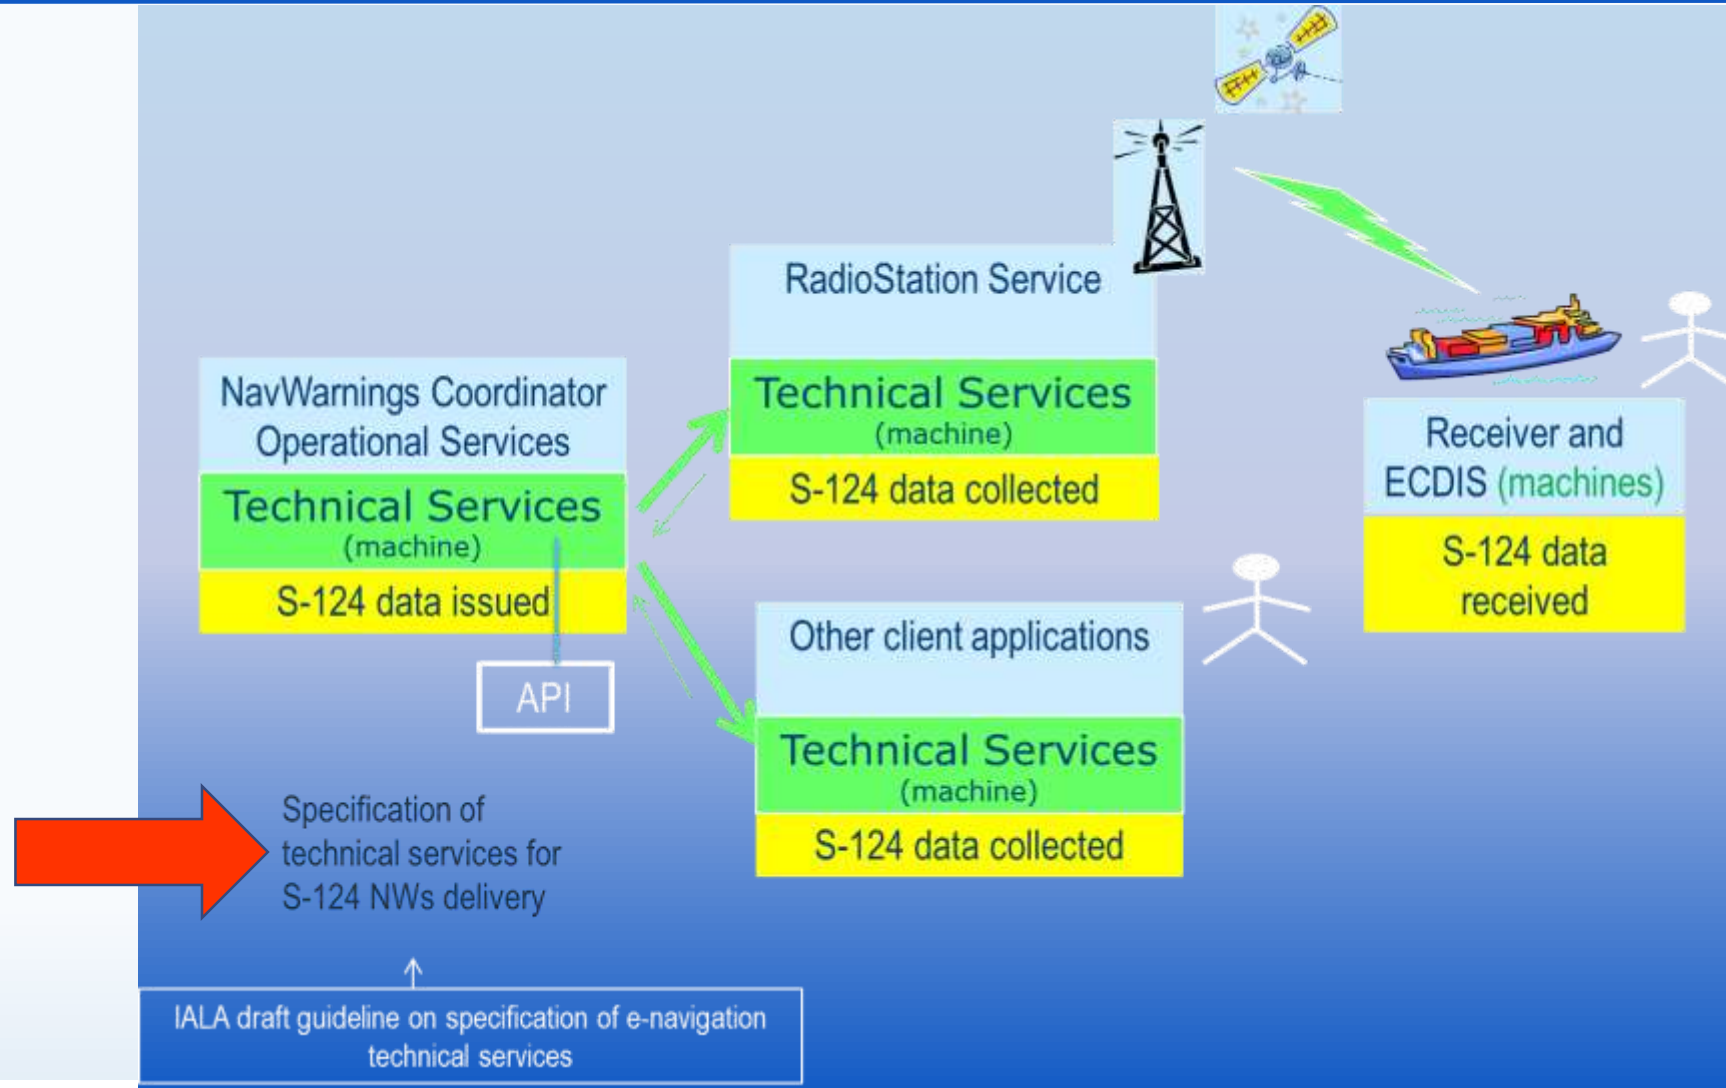 RadioStation Service
Technical Services
(machine)
S-124 data collected
NavWarnings Coordinator
Operational Services
Technical Services
(machine)
S-124 data issued
API
Receiver and
ECDIS (machines)
S-124 data
received
Other client applications
Technical Services
(machine)
S-124 data collected
Specification of
technical services for
S-124 NWs delivery
IALA draft guideline on specification of e-navigation
technical services